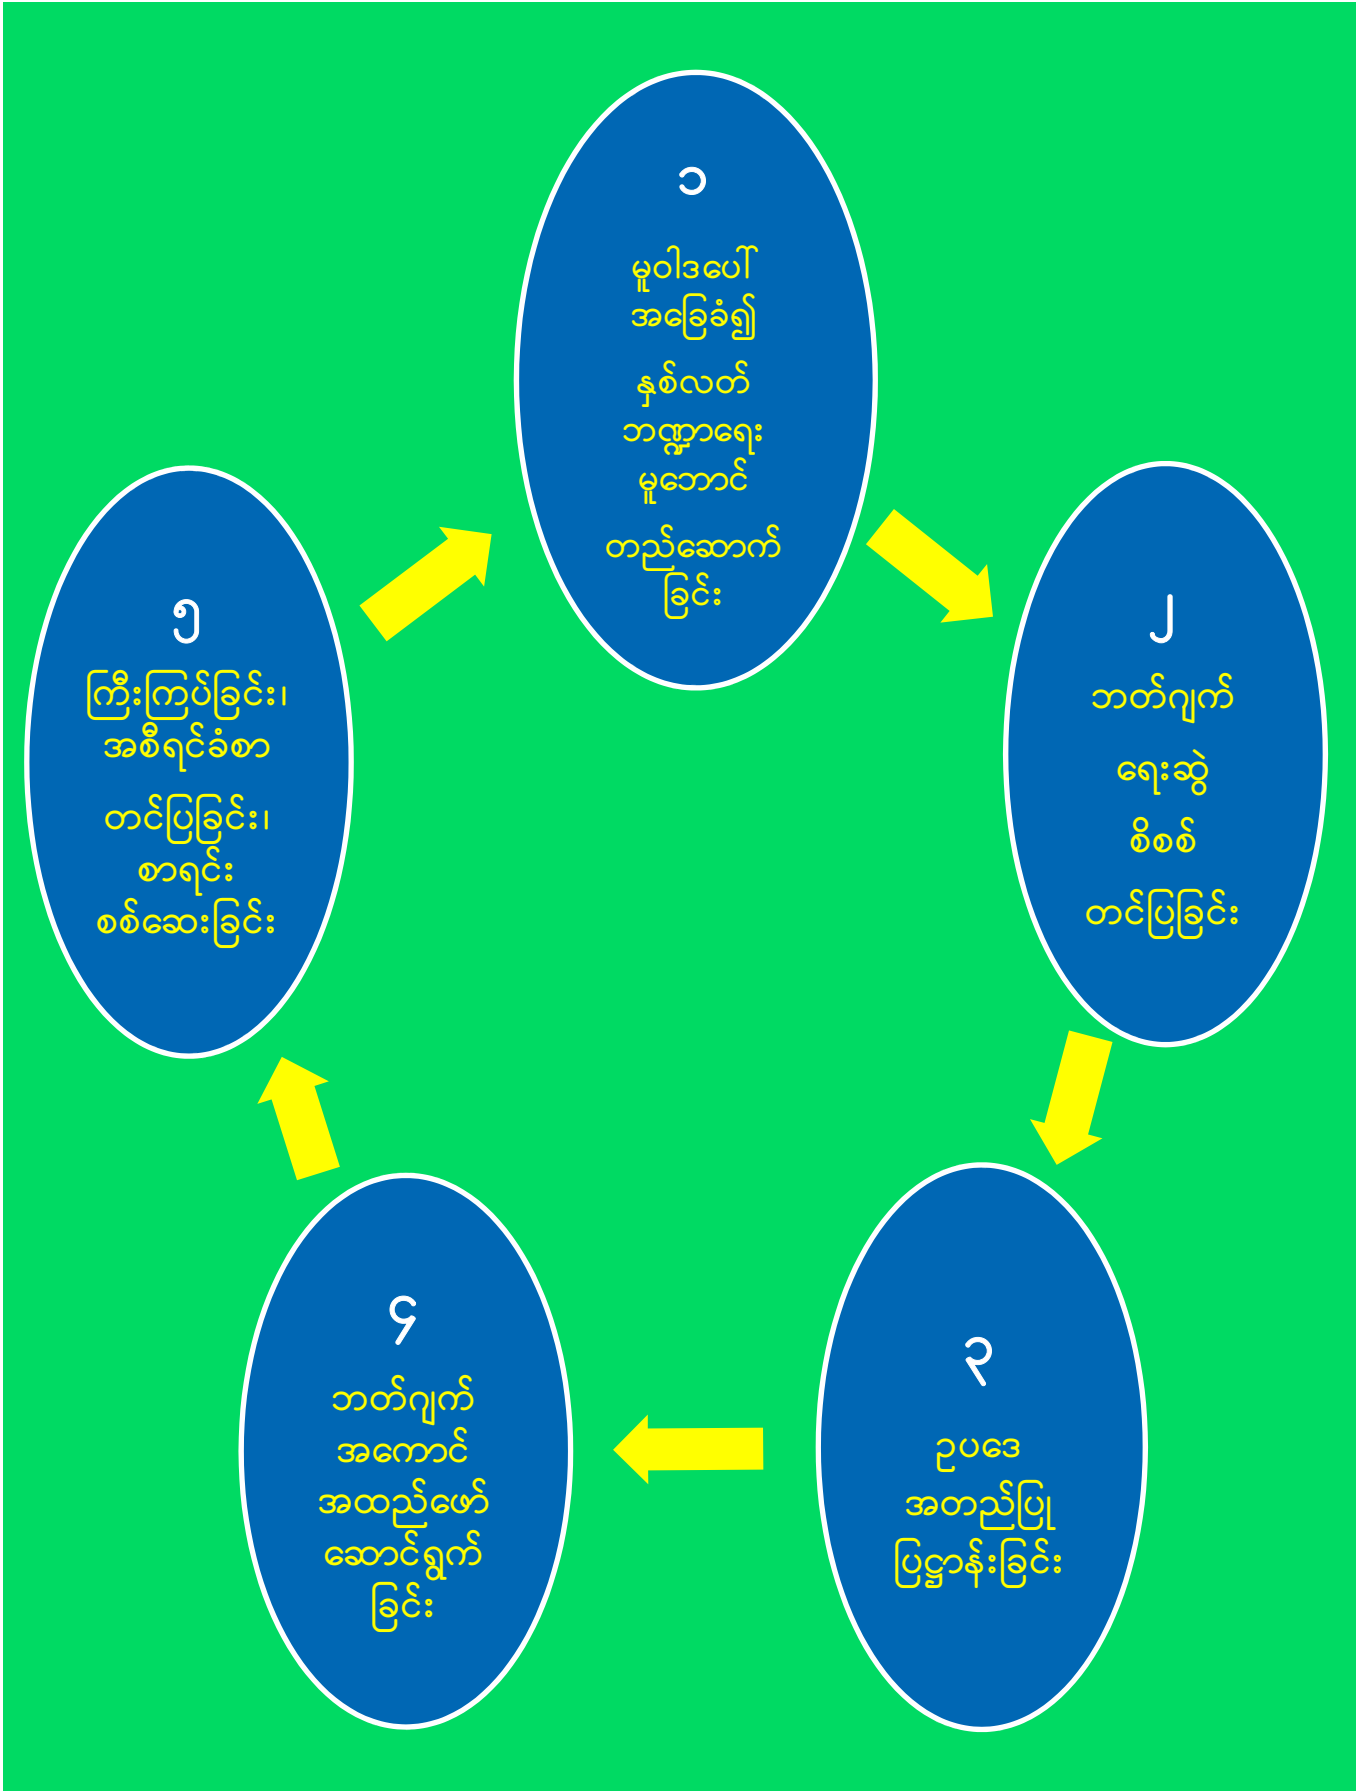 ၁
မူဝါဒပေါ်
အခြေခံ၍
နှစ်လတ်
ဘဏ္ဍာရေး
မူဘောင်
တည်ဆောက်
ခြင်း
၂
ဘတ်ဂျက်
ရေးဆွဲ
စိစစ်
တင်ပြခြင်း
၃
ဥပဒေ
အတည်ပြု
ပြဋ္ဌာန်းခြင်း
၄
ဘတ်ဂျက်
အကောင်
အထည်ဖော်
ဆောင်ရွက်
ခြင်း
၅
ကြီးကြပ်ခြင်း၊
အစီရင်ခံစာ
တင်ပြခြင်း၊
စာရင်း
စစ်ဆေးခြင်း